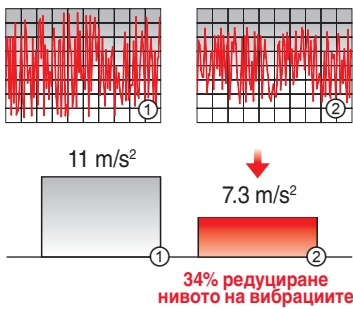 1
2
11 m/s²
7.3 m/s²
1
2
34% редуциране
нивото на вибрациите